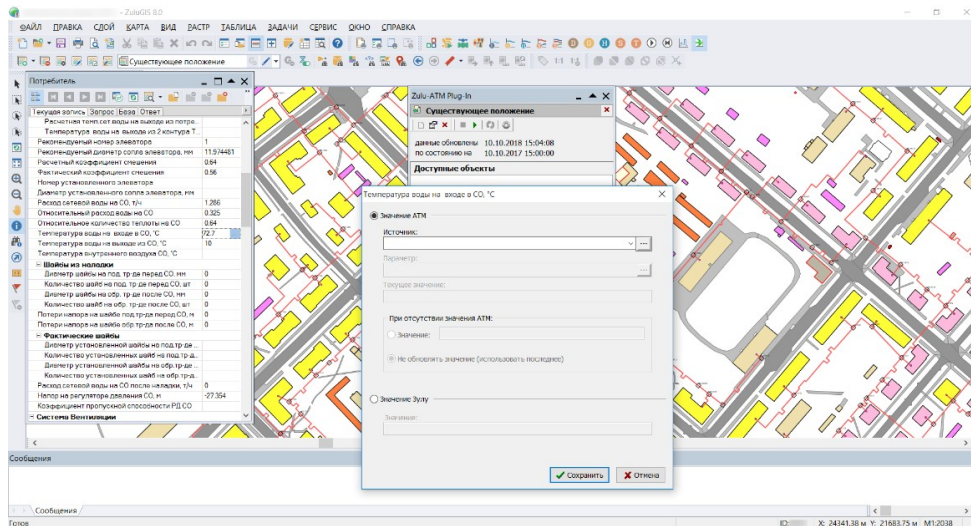 - ZuluGIS 8.0
ФАЙЛ ПРАВКА СЛОЙ КАРТА ВИД РАСТР ТАБЛИЦА ЗАДАЧИ СЕРВИС ОКНО СПРАВКА
Существующее положение
Потребитель
Текущая запись Запрос База Ответ
Расчетная темп.сет.воды на выходе из потре...
Температура воды на выходе из 2 контура Т...
Рекомендуемый номер элеватора 1
Рекомендуемый диаметр сопла элеватора, мм 11.974461
Расчетный коэффициент смешения 0.64
Фактический коэффициент смешения 0.56
Номер установленного элеватора
Диаметр установленного сопла элеватора, мм
Расход сетевой воды на СО, т/ч 1.286
Относительный расход воды на СО 0.325
Относительное количество теплоты на СО 0.64
Температура воды на входе в СО, °С 72.7
Температура воды на выходе из СО, °С 10
Температура внутреннего воздуха СО, °С
Шайбы из наладки
Диаметр шайбы на под. тр-де перед СО, мм 0
Количество шайб на под. тр-де перед СО, шт 0
Диаметр шайбы на обр. тр-де после СО, мм 0
Количество шайб на обр. тр-де после СО, шт 0
Потери напора на шайбе под.тр-да перед СО, м 0
Потери напора на шайбе обр.тр-да после СО, м 0
Фактические шайбы
Диаметр установленной шайбы на под.тр-де ...
Количество установленных шайб на под.тр-д...
Диаметр установленной шайбы на обр.тр-де ...
Количество установленных шайб на обр.тр-д...
Расход сетевой воды на СО после наладки, т/ч 0
Напор на регуляторе давления СО, м -27.354
Коэффициент пропускной способности РД СО
Система Вентиляции
Zulu-ATM Plug-In
Существующее положение
данные обновлены 10.10.2018 15:04:08
по состоянию на 10.10.2017 15:00:00
Доступные объекты
Температура воды на входе в СО, °С
Значение АТМ
Источник:
Параметр:
Текущее значение:
При отсутствии значения АТМ:
Значение:
Не обновлять значение (использовать последнее)
Значение Зулу
Значение:
Сохранить Отмена
Сообщения
Сообщения
Готов ID: X: 24341.38 м Y: 21683.75 м М1:2038